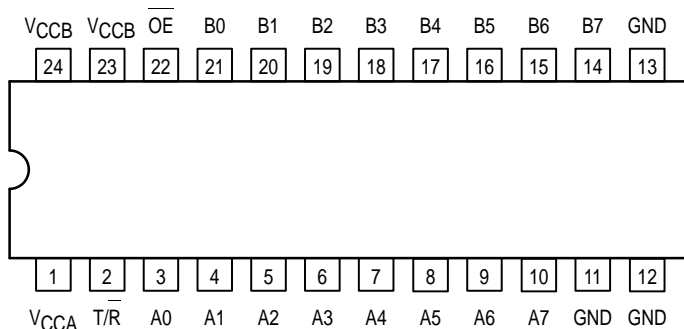 VCCB VCCB OE B0 B1 B2 B3 B4 B5 B6 B7 GND
24 23 22 21 20 19 18 17 16 15 14 13
1 2 3 4 5 6 7 8 9 10 11 12
VCCA T/R A0 A1 A2 A3 A4 A5 A6 A7 GND GND